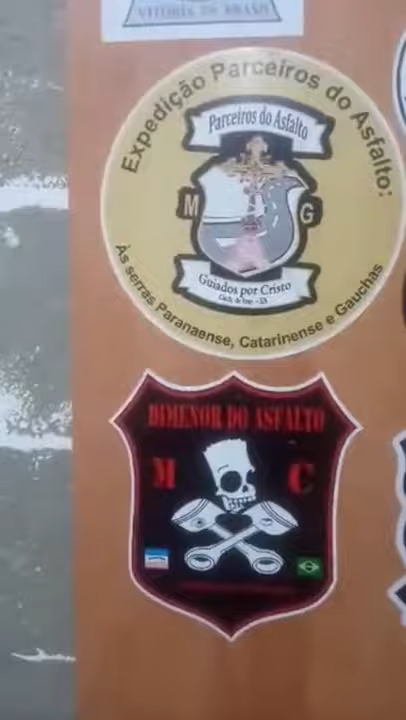 VITÓRIA DO BRASIL
Expedição Parceiros do Asfalto:
Parceiros do Asfalto
M G
Guiados por Cristo
Às serras Paranaense, Catarinense e Gauchas
DIMENOR DO ASFALTO
M C